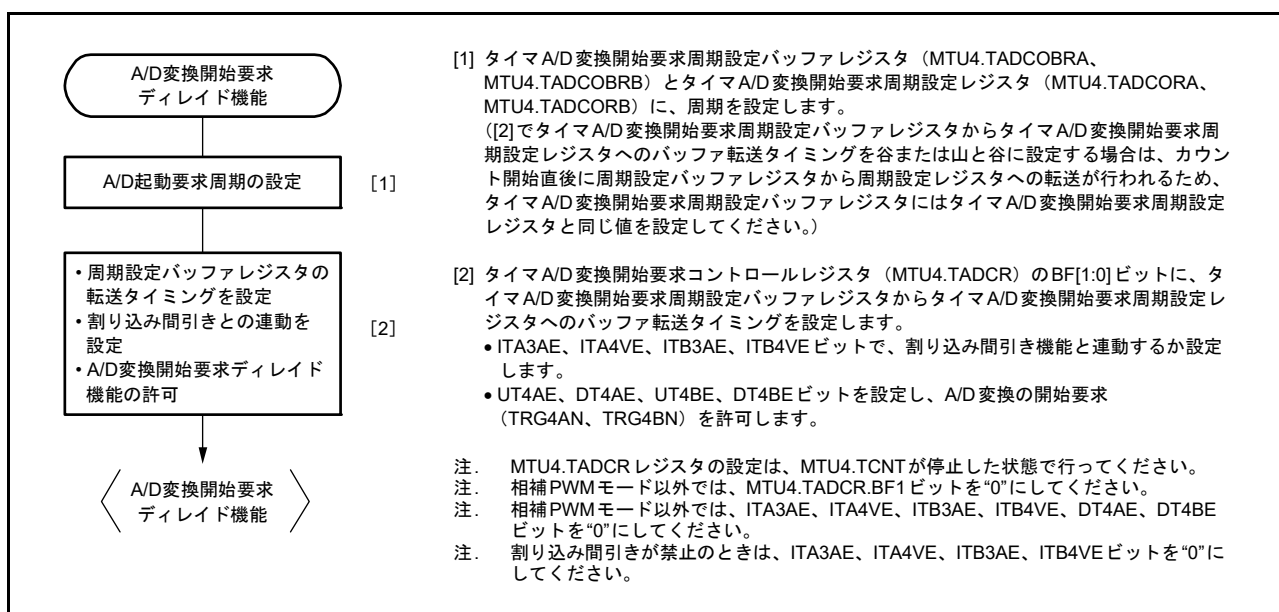 A/D変換開始要求
ディレイド機能
A/D起動要求周期の設定
[1]
• 周期設定バッファレジスタの
転送タイミングを設定
• 割り込み間引きとの連動を
設定
• A/D変換開始要求ディレイド
機能の許可
[2]
A/D変換開始要求
ディレイド機能
[1] タイマA/D変換開始要求周期設定バッファレジスタ（MTU4.TADCOBRA、
MTU4.TADCOBRB）とタイマA/D変換開始要求周期設定レジスタ（MTU4.TADCORA、
MTU4.TADCORB）に、周期を設定します。
（[2]でタイマA/D変換開始要求周期設定バッファレジスタからタイマA/D変換開始要求周
期設定レジスタへのバッファ転送タイミングを谷または山と谷に設定する場合は、カウン
ト開始直後に周期設定バッファレジスタから周期設定レジスタへの転送が行われるため、
タイマA/D変換開始要求周期設定バッファレジスタにはタイマA/D変換開始要求周期設定
レジスタと同じ値を設定してください。）
[2] タイマA/D変換開始要求コントロールレジスタ（MTU4.TADCR）のBF[1:0]ビットに、タ
イマA/D変換開始要求周期設定バッファレジスタからタイマA/D変換開始要求周期設定レ
ジスタへのバッファ転送タイミングを設定します。
• ITA3AE、ITA4VE、ITB3AE、ITB4VEビットで、割り込み間引き機能と連動するか設定
します。
• UT4AE、DT4AE、UT4BE、DT4BEビットを設定し、A/D変換の開始要求
（TRG4AN、TRG4BN）を許可します。
注. MTU4.TADCRレジスタの設定は、MTU4.TCNTが停止した状態で行ってください。
注. 相補PWMモード以外では、MTU4.TADCR.BF1ビットを“0”にしてください。
注. 相補PWMモード以外では、ITA3AE、ITA4VE、ITB3AE、ITB4VE、DT4AE、DT4BE
ビットを“0”にしてください。
注. 割り込み間引きが禁止のときは、ITA3AE、ITA4VE、ITB3AE、ITB4VEビットを“0”に
してください。